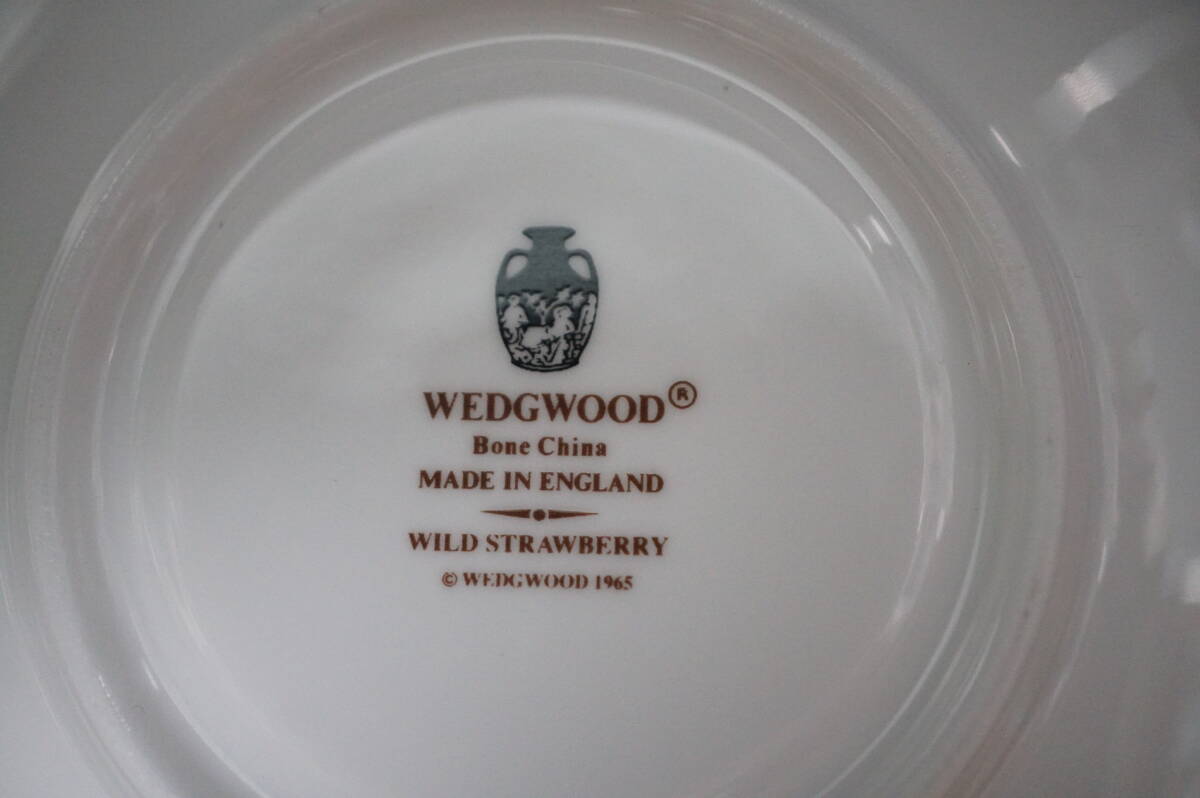 WEDGWOOD®
Bone China
MADE IN ENGLAND
WILD STRAWBERRY
© WEDGWOOD 1965